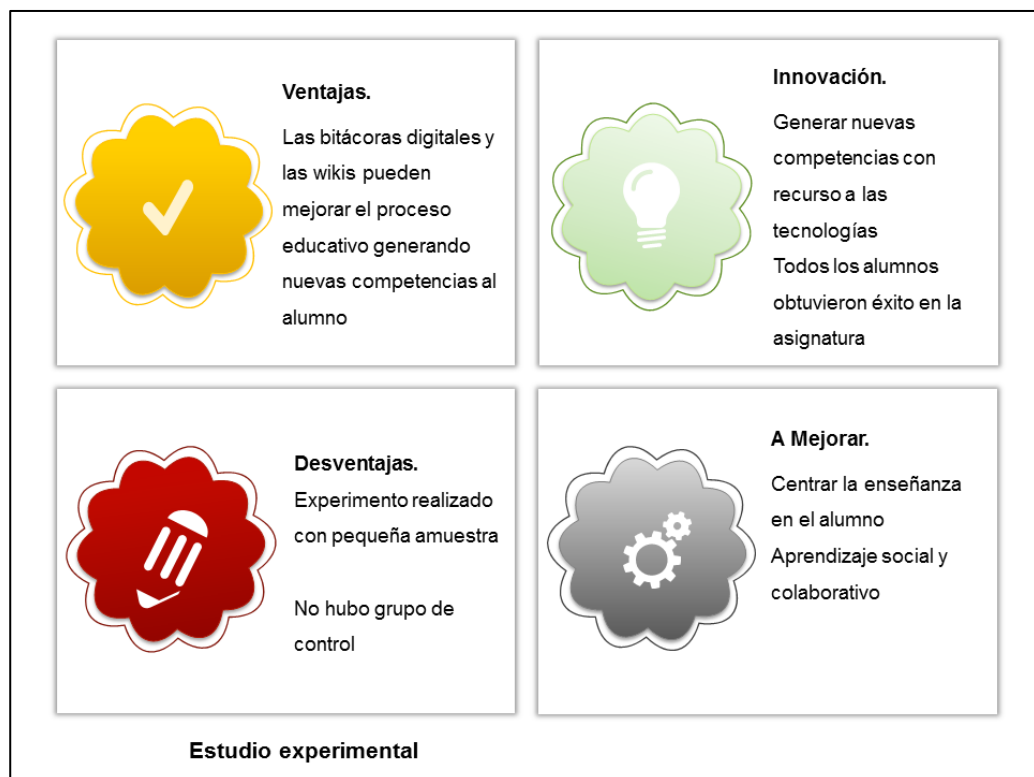 Ventajas.
Las bitácoras digitales y
las wikis pueden
mejorar el proceso
educativo generando
nuevas competencias al
alumno
Innovación.
Generar nuevas
competencias con
recurso a las
tecnologías
Todos los alumnos
obtuvieron éxito en la
asignatura
Desventajas.
Experimento realizado
con pequeña amuestra
No hubo grupo de
control
A Mejorar.
Centrar la enseñanza
en el alumno
Aprendizaje social y
colaborativo
Estudio experimental